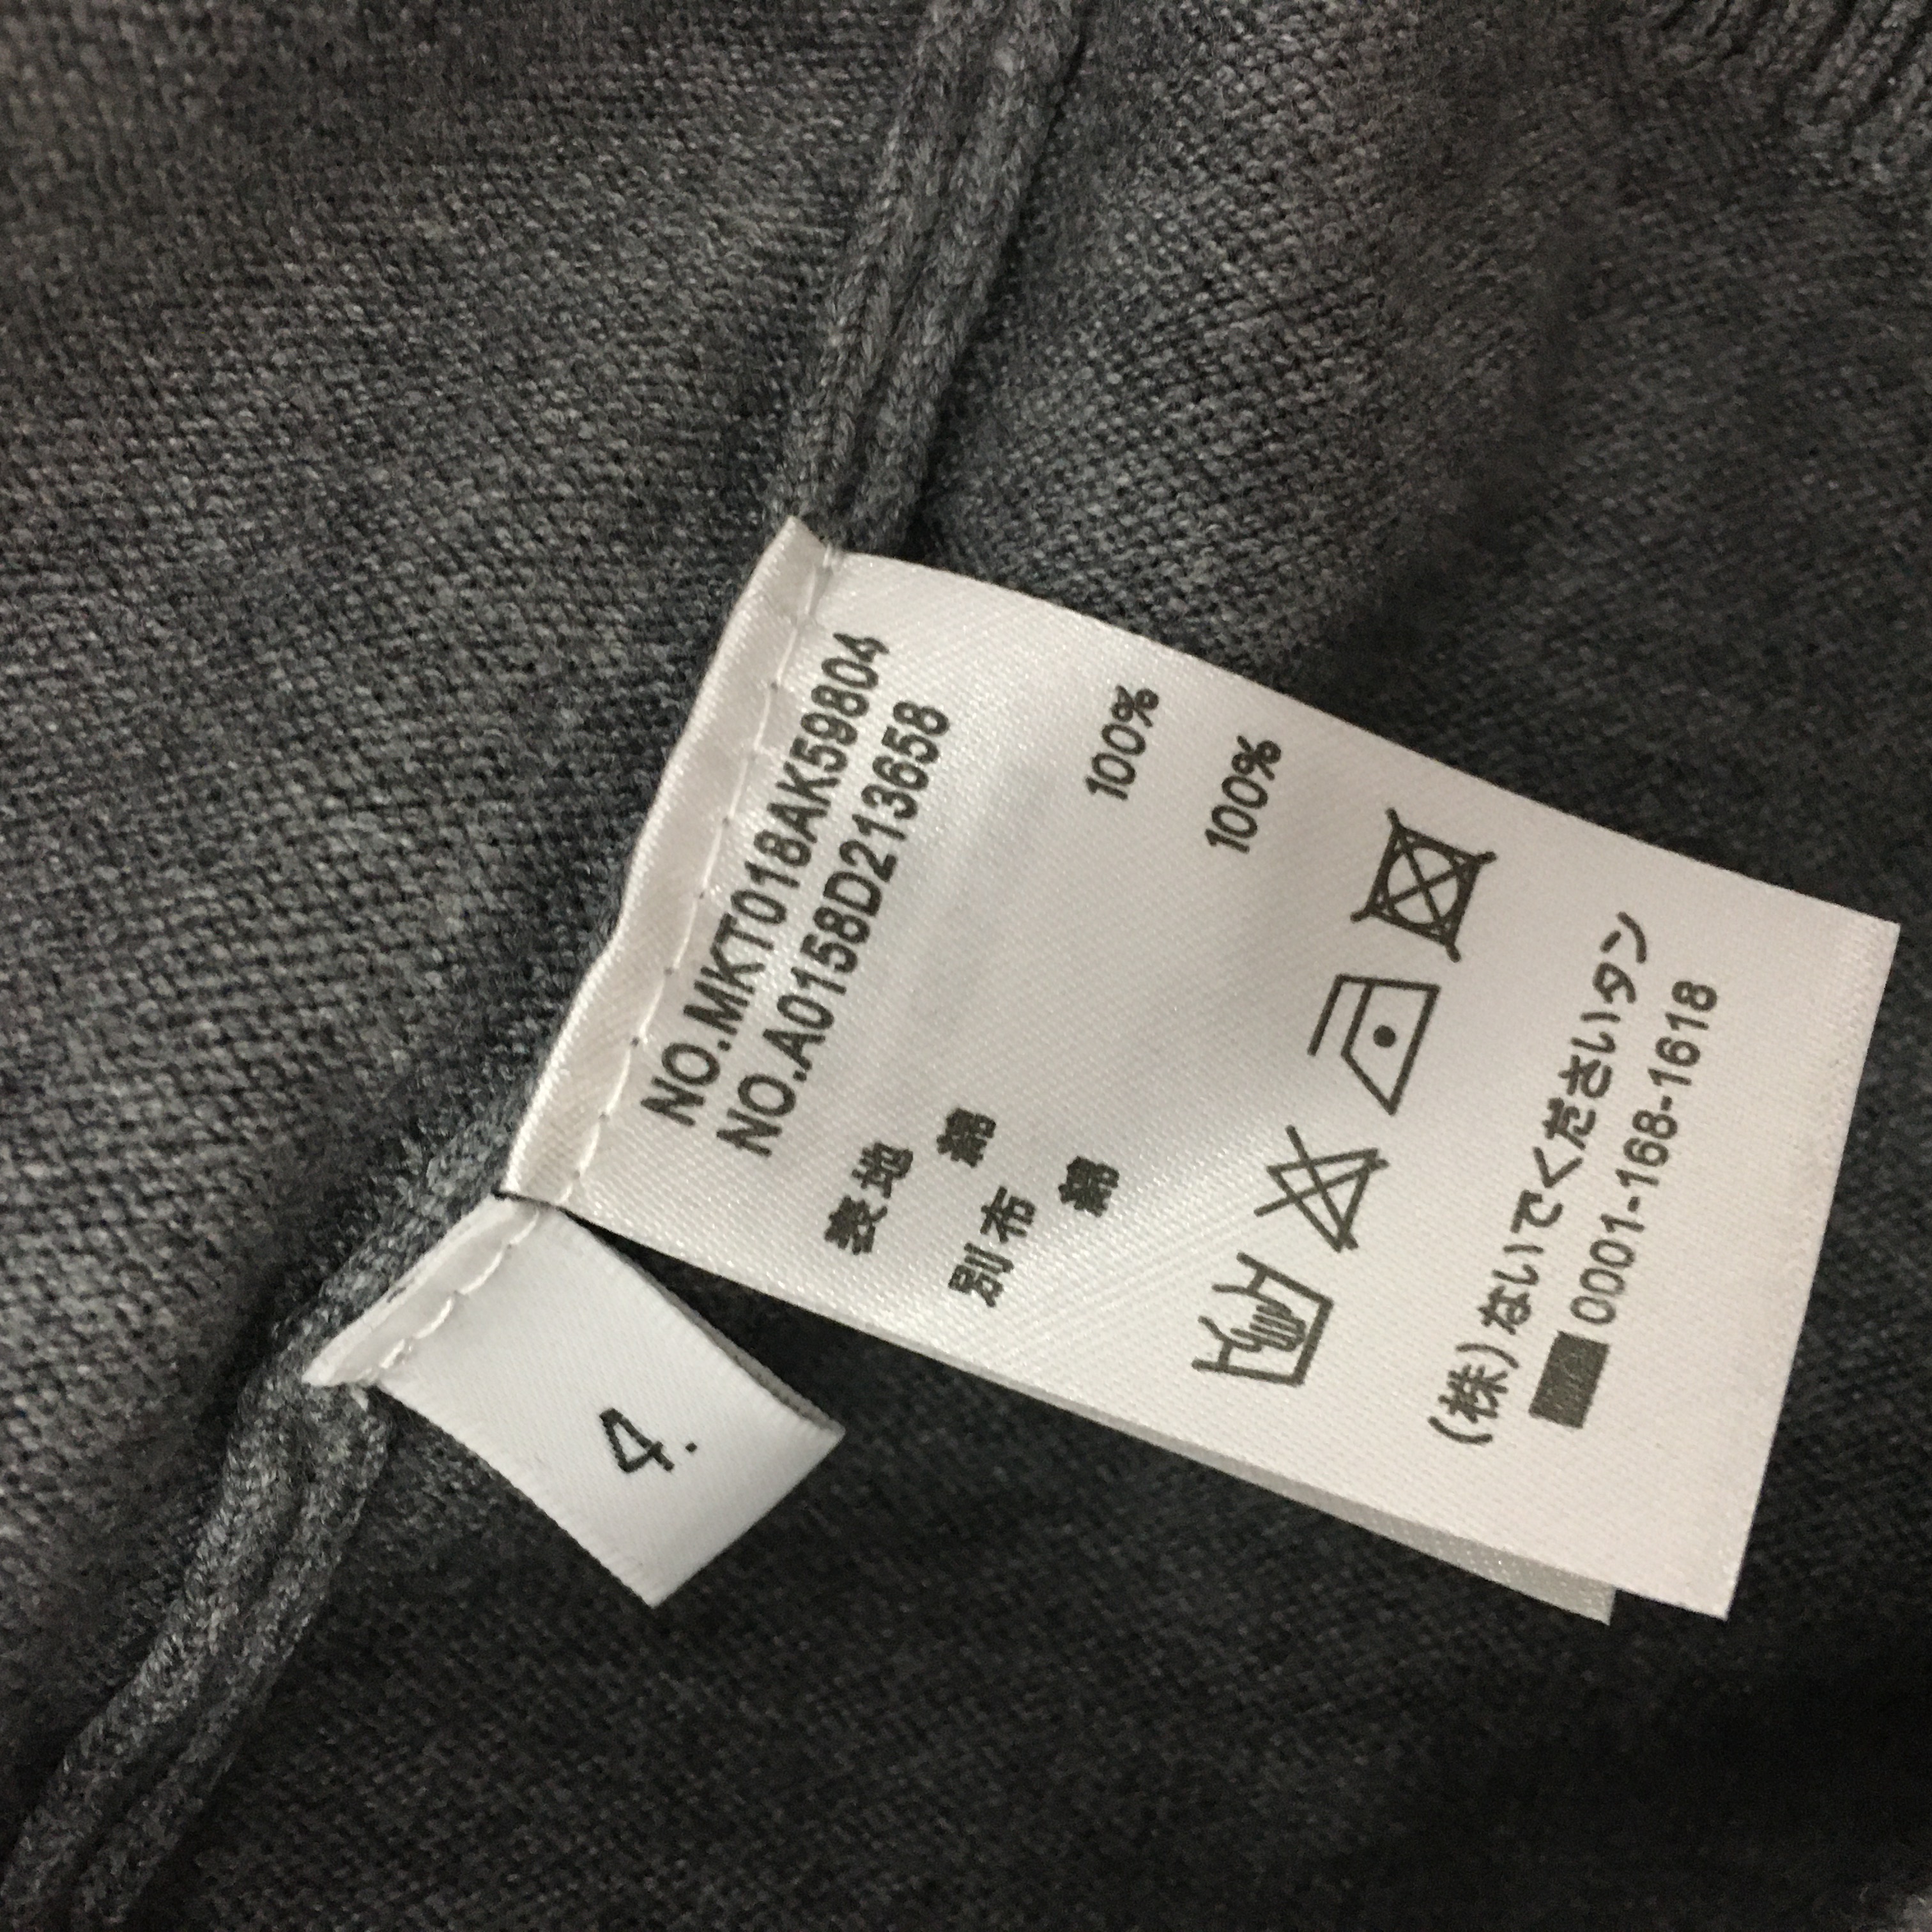 NO.MKT018AK59804
NO.A0158D213658
表地
綿 100%
別布
綿 100%
(株)ないでくださいタン
0001-168-1618
4.